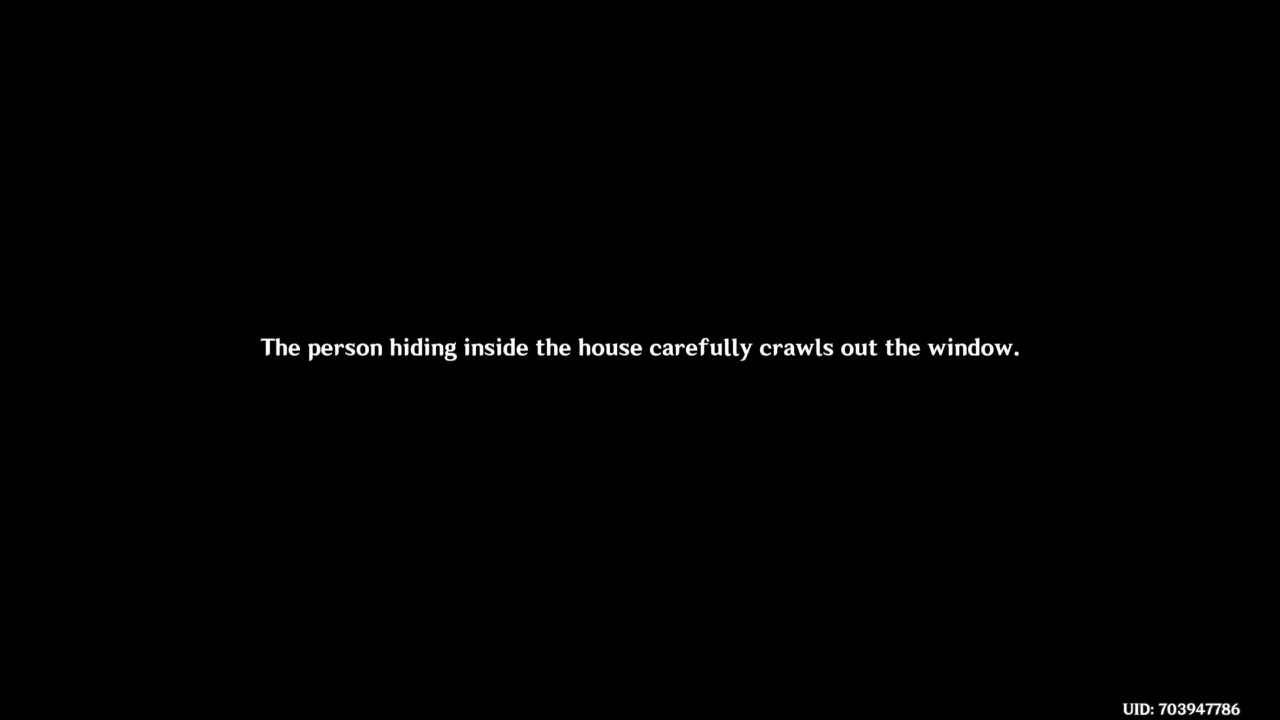 The person hiding inside the house carefully crawls out the window.
UID: 703947786